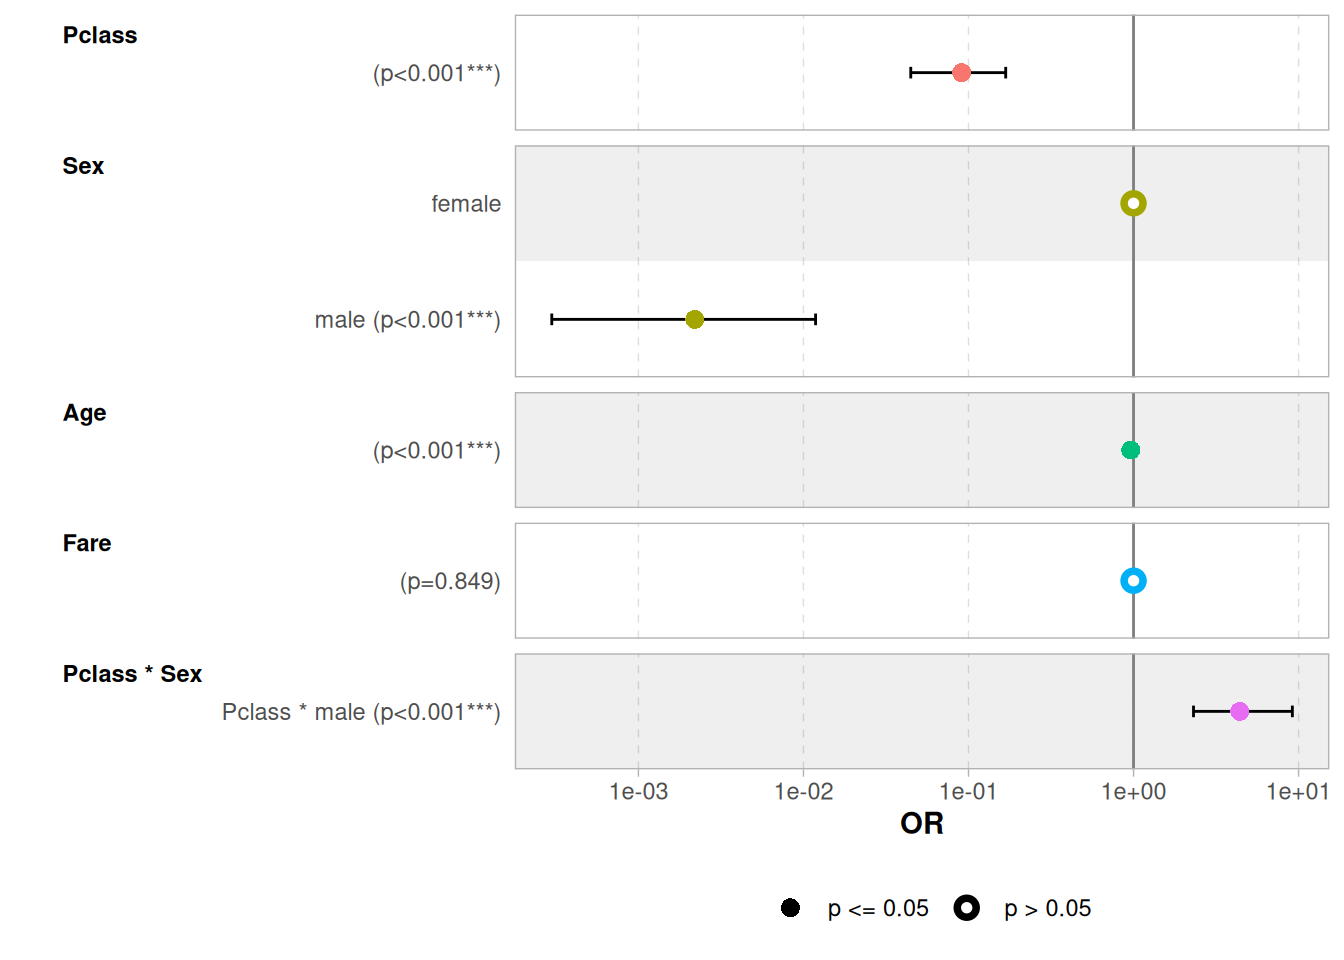 Pclass
(p<0.001***)
Sex
female
male (p<0.001***)
Age
(p<0.001***)
Fare
(p=0.849)
Pclass * Sex
Pclass * male (p<0.001***)
1e-03 1e-02 1e-01 1e+00 1e+01
OR
p <= 0.05 p > 0.05